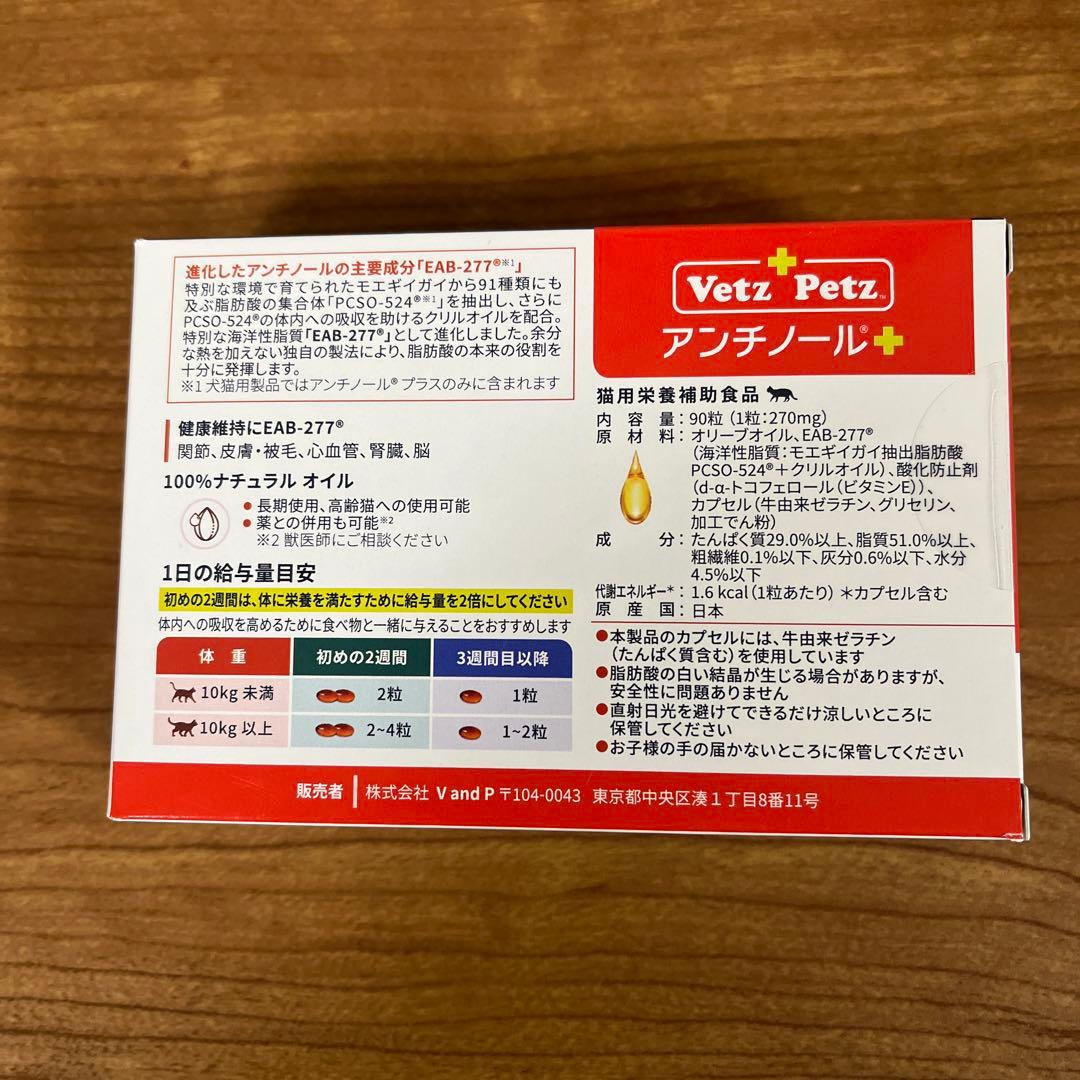 進化したアンチノールの主要成分「EAB-277®※1」
特別な環境で育てられたモエギイガイから91種類にも
及ぶ脂肪酸の集合体「PCSO-524®※1」を抽出し、さらに
PCSO-524®の体内への吸収を助けるクリルオイルを配合。
特別な海洋性脂質「EAB-277®」として進化しました。余分
な熱を加えない独自の製法により、脂肪酸の本来の役割を
十分に発揮します。
※1 犬猫用製品ではアンチノール® プラスのみに含まれます
健康維持にEAB-277®
関節、皮膚・被毛、心血管、腎臓、脳
100%ナチュラル オイル
● 長期使用、高齢猫への使用可能
● 薬との併用も可能※2
※2 獣医師にご相談ください
1日の給与量目安
初めの2週間は、体に栄養を満たすために給与量を2倍にしてください
体内への吸収を高めるために食べ物と一緒に与えることをおすすめします
体 重 初めの2週間 3週間目以降
10kg 未満 2粒 1粒
10kg 以上 2~4粒 1~2粒
Vetz Petz™
アンチノール®+
猫用栄養補助食品
内容量：90粒（1粒：270mg）
原材料：オリーブオイル、EAB-277®
（海洋性脂質：モエギイガイ抽出脂肪酸
PCSO-524®＋クリルオイル）、酸化防止剤
（d-α-トコフェロール（ビタミンE））、
カプセル（牛由来ゼラチン、グリセリン、
加工でん粉）
成分：たんぱく質29.0%以上、脂質51.0%以上、
粗繊維0.1%以下、灰分0.6%以下、水分
4.5%以下
代謝エネルギー*：1.6 kcal（1粒あたり）＊カプセル含む
原産国：日本
●本製品のカプセルには、牛由来ゼラチン
（たんぱく質含む）を使用しています
●脂肪酸の白い結晶が生じる場合がありますが、
安全性に問題ありません
●直射日光を避けてできるだけ涼しいところに
保管してください
●お子様の手の届かないところに保管してください
販売者 株式会社 V and P 〒104-0043 東京都中央区湊1丁目8番11号